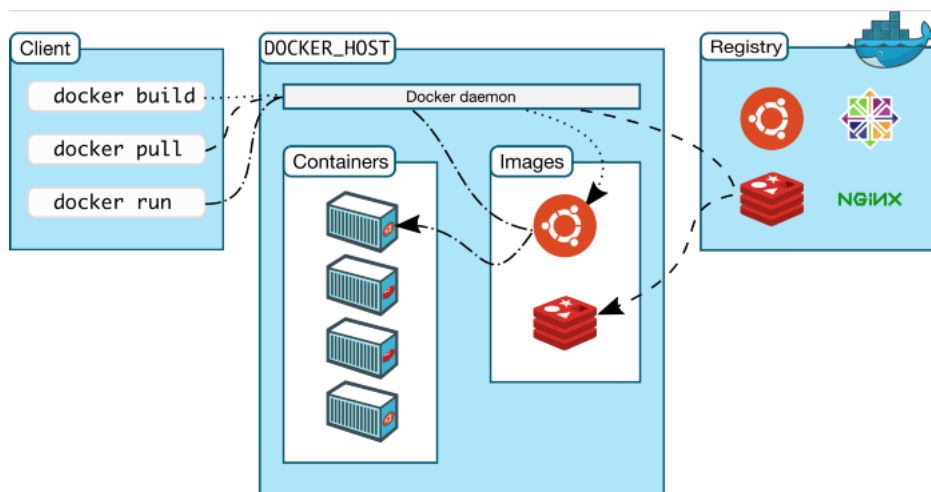 Client
docker build
docker pull
docker run
DOCKER_HOST
Docker daemon
Containers
Images
Registry
NGINX